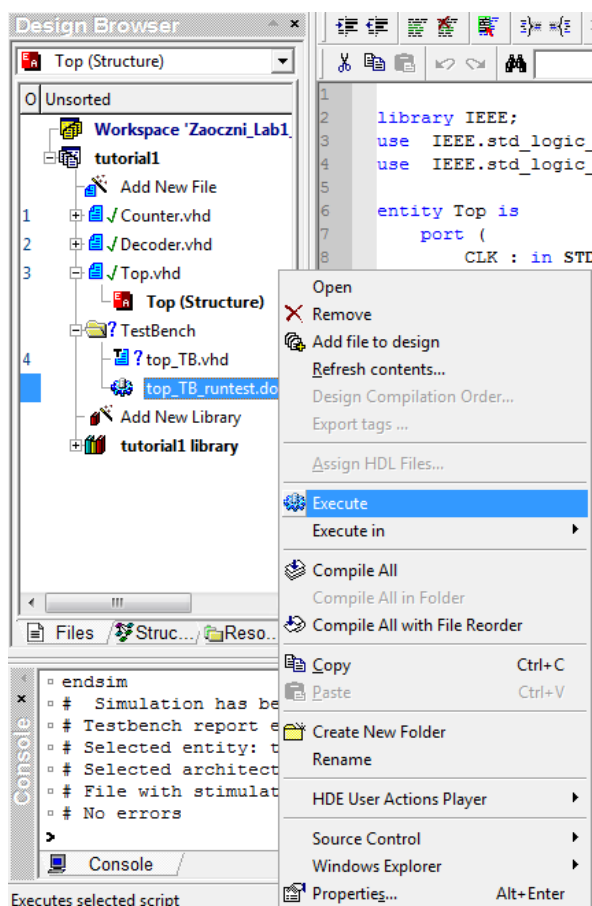 Design Browser
Top (Structure)
O Unsorted
Workspace 'Zaoczni_Lab1_
tutorial1
Add New File
1 Counter.vhd
2 Decoder.vhd
3 Top.vhd
Top (Structure)
TestBench
4 ? top_TB.vhd
top_TB_runtest.do
Add New Library
tutorial1 library
Files Struc... Reso...
1
2 library IEEE;
3 use IEEE.std_logic_
4 use IEEE.std_logic_
5
6 entity Top is
7 port (
8 CLK : in STD
Open
Remove
Add file to design
Refresh contents...
Design Compilation Order...
Export tags ...
Assign HDL Files...
Execute
Execute in
Compile All
Compile All in Folder
Compile All with File Reorder
Copy Ctrl+C
Paste Ctrl+V
Create New Folder
Rename
HDE User Actions Player
Source Control
Windows Explorer
Properties... Alt+Enter
Console
endsim
# Simulation has be
# Testbench report e
# Selected entity: t
# Selected architect
# File with stimulat
# No errors
>
Console
Executes selected script